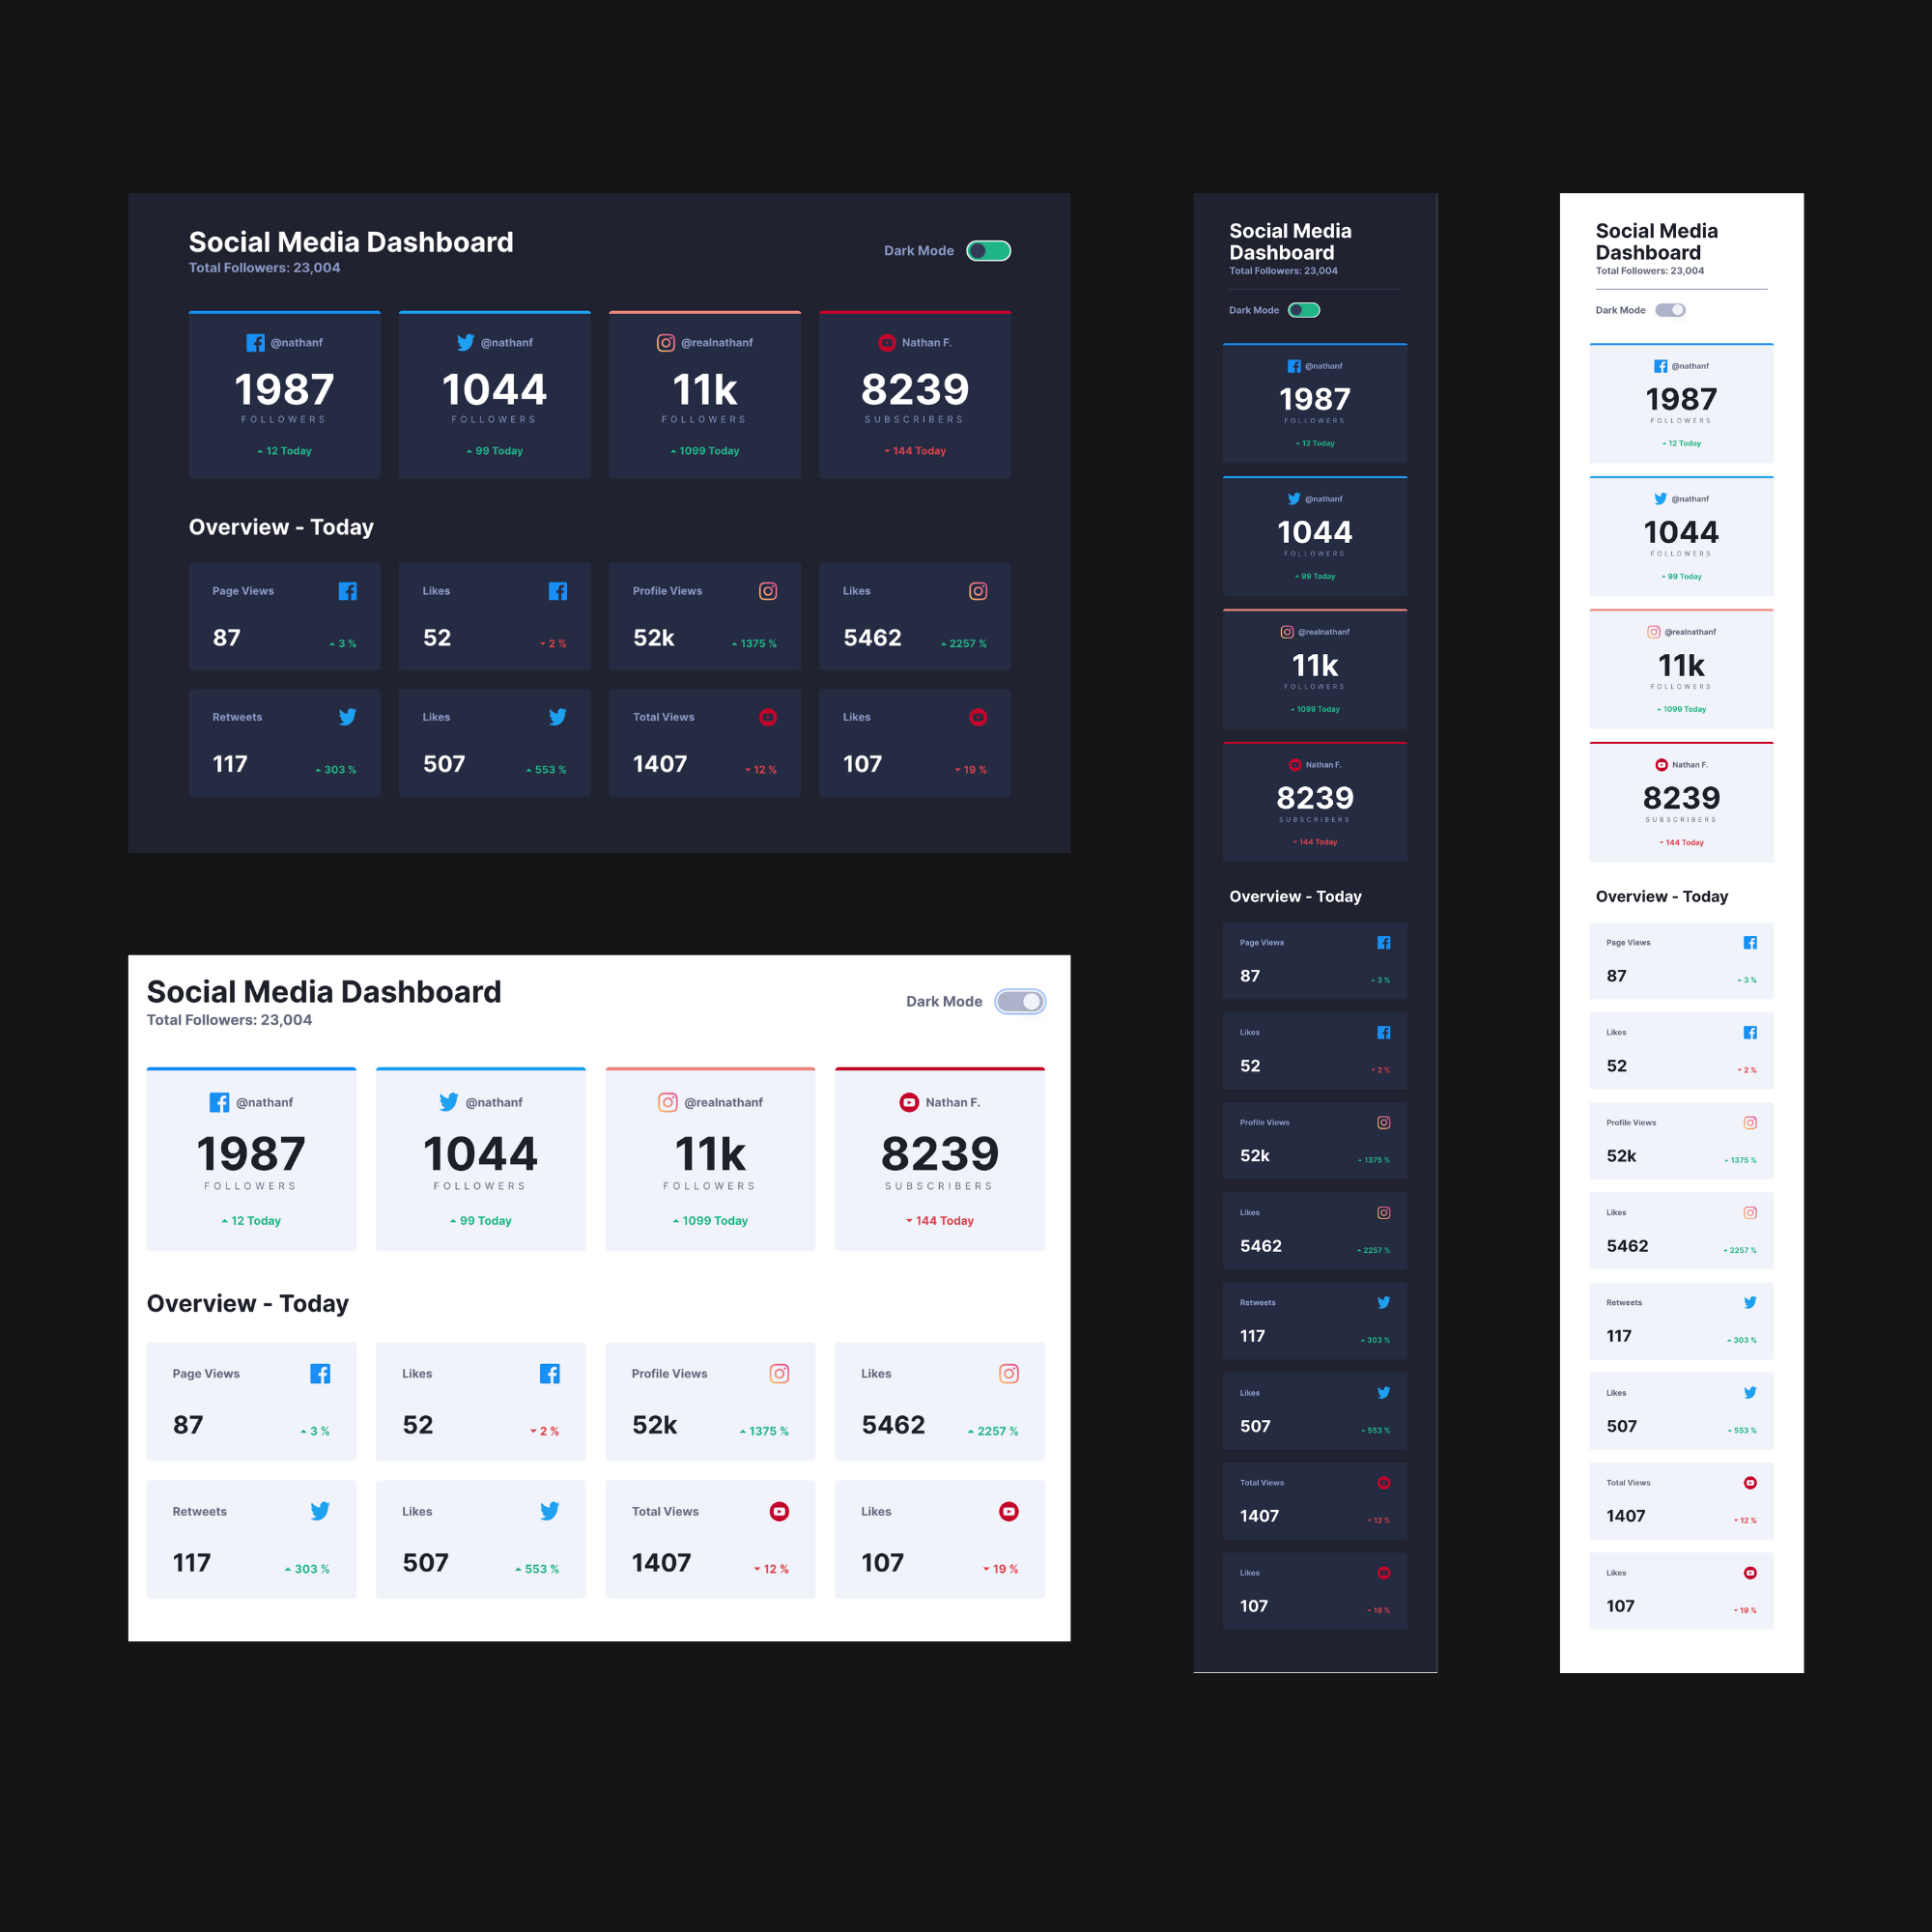 Social Media Dashboard
Total Followers: 23,004
Dark Mode
@nathanf
@nathanf
@realnathanf
Nathan F.
1987
1044
11k
8239
FOLLOWERS
FOLLOWERS
FOLLOWERS
SUBSCRIBERS
12 Today
99 Today
1099 Today
144 Today
Overview - Today
Page Views
Likes
Profile Views
Likes
87
3 %
52
2 %
52k
1375 %
5462
2257 %
Retweets
Likes
Total Views
Likes
117
303 %
507
553 %
1407
12 %
107
19 %
Social Media Dashboard
Total Followers: 23,004
Dark Mode
@nathanf
@nathanf
@realnathanf
Nathan F.
1987
1044
11k
8239
FOLLOWERS
FOLLOWERS
FOLLOWERS
SUBSCRIBERS
12 Today
99 Today
1099 Today
144 Today
Overview - Today
Page Views
Likes
Profile Views
Likes
87
3 %
52
2 %
52k
1375 %
5462
2257 %
Retweets
Likes
Total Views
Likes
117
303 %
507
553 %
1407
12 %
107
19 %
Social Media
Dashboard
Total Followers: 23,004
Dark Mode
@nathanf
1987
FOLLOWERS
12 Today
@nathanf
1044
FOLLOWERS
99 Today
@realnathanf
11k
FOLLOWERS
1099 Today
Nathan F.
8239
SUBSCRIBERS
144 Today
Overview - Today
Page Views
87
3 %
Likes
52
2 %
Profile Views
52k
1375 %
Likes
5462
2257 %
Retweets
117
303 %
Likes
507
553 %
Total Views
1407
12 %
Likes
107
19 %
Social Media
Dashboard
Total Followers: 23,004
Dark Mode
@nathanf
1987
FOLLOWERS
12 Today
@nathanf
1044
FOLLOWERS
99 Today
@realnathanf
11k
FOLLOWERS
1099 Today
Nathan F.
8239
SUBSCRIBERS
144 Today
Overview - Today
Page Views
87
3 %
Likes
52
2 %
Profile Views
52k
1375 %
Likes
5462
2257 %
Retweets
117
303 %
Likes
507
553 %
Total Views
1407
12 %
Likes
107
19 %